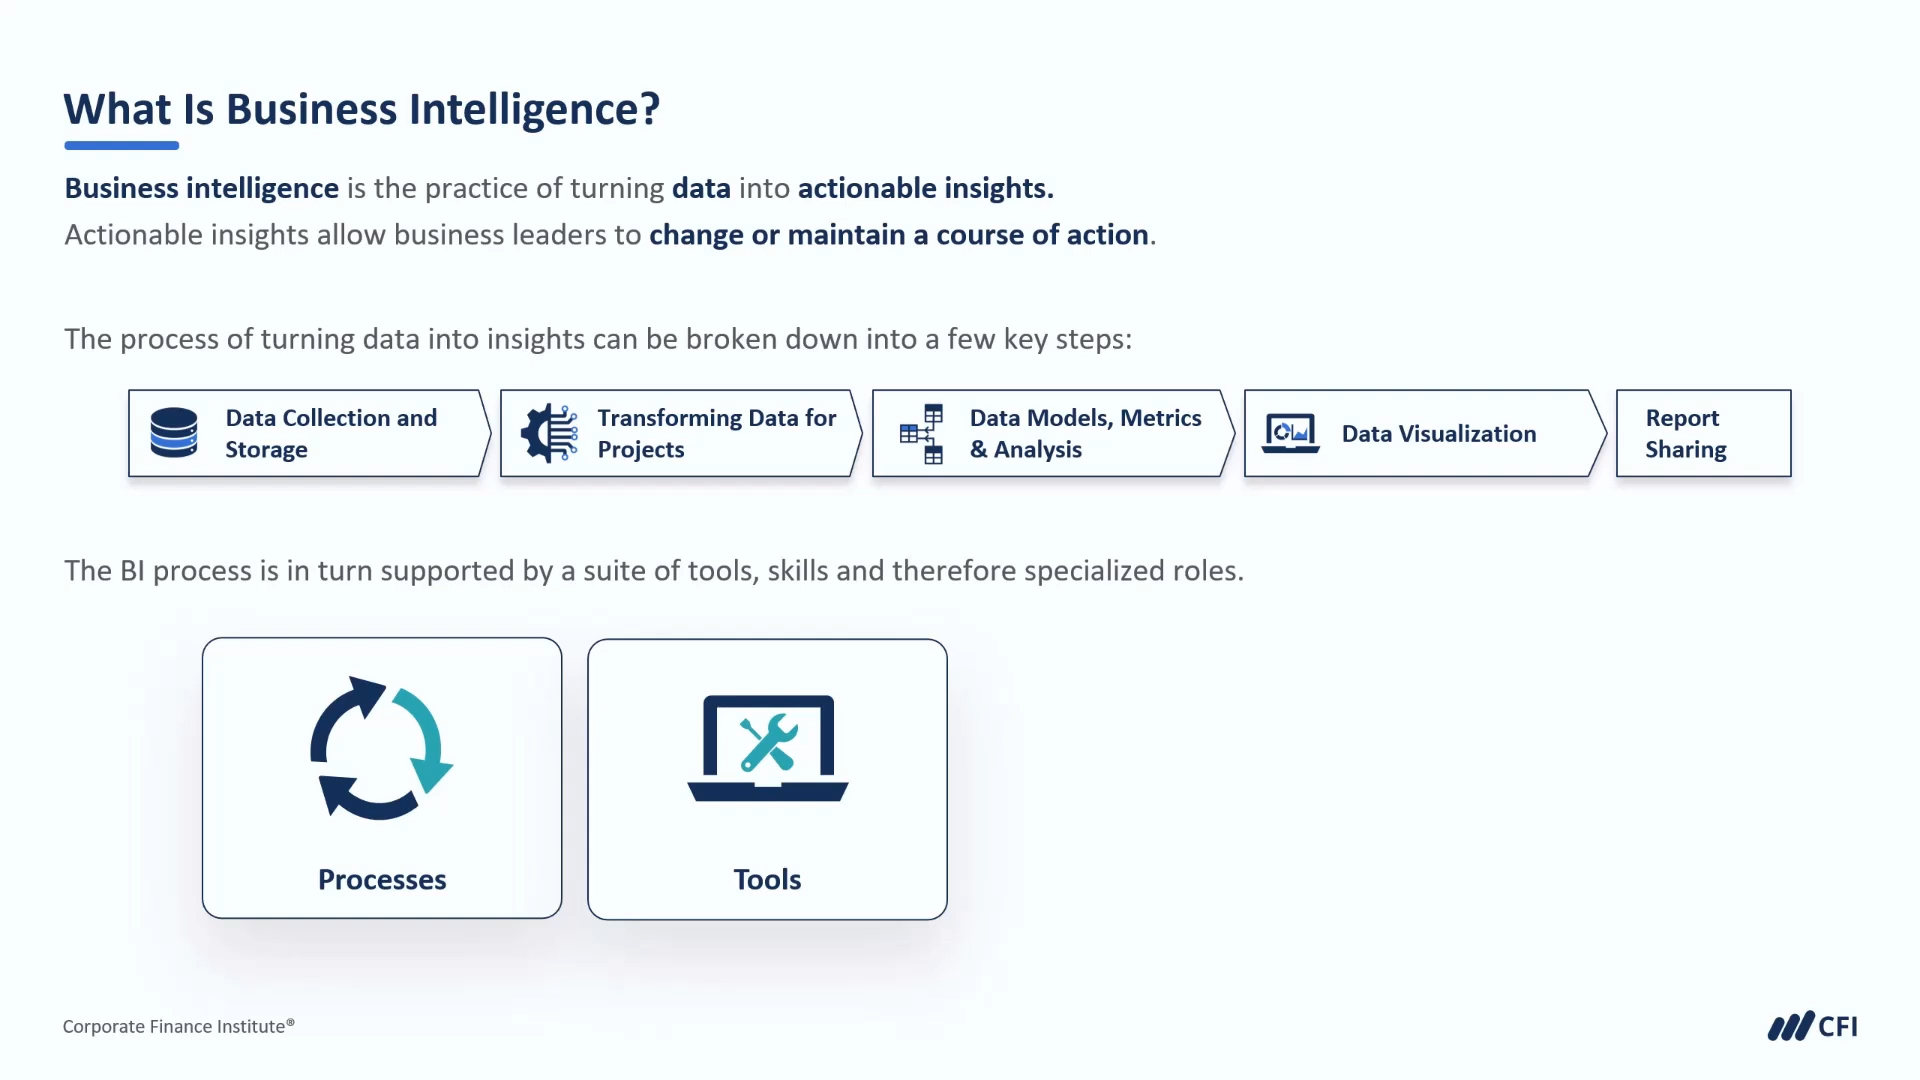 What Is Business Intelligence?
Business intelligence is the practice of turning data into actionable insights.
Actionable insights allow business leaders to change or maintain a course of action.
The process of turning data into insights can be broken down into a few key steps:
Data Collection and
Storage
Transforming Data for
Projects
Data Models, Metrics
& Analysis
Data Visualization
Report
Sharing
The BI process is in turn supported by a suite of tools, skills and therefore specialized roles.
Processes
Tools
Corporate Finance Institute®
CFI